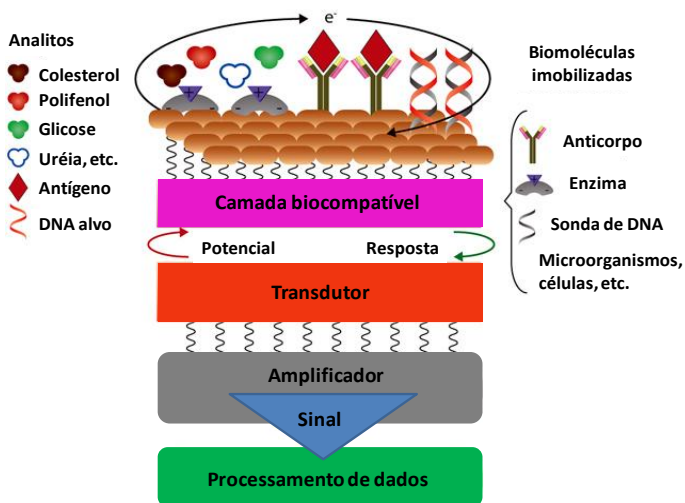 Analitos
Colesterol
Polifenol
Glicose
Uréia, etc.
Antígeno
DNA alvo
e-
Biomoléculas
imobilizadas
Anticorpo
Enzima
Sonda de DNA
Microorganismos,
células, etc.
Camada biocompatível
Potencial
Resposta
Transdutor
Amplificador
Sinal
Processamento de dados